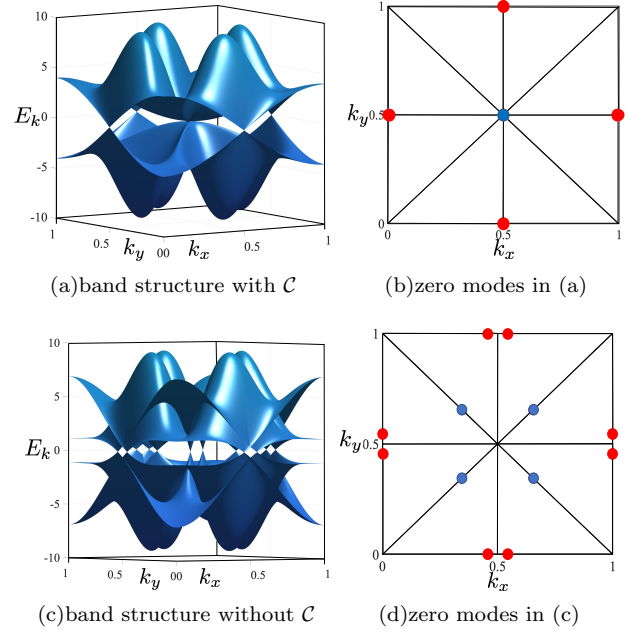 10
5
E_k 0
-5
-10
1
0.5
k_y
0 0
k_x
0.5
1
(a)band structure with 𝒞
1
k_y 0.5
0
0
0.5
1
k_x
(b)zero modes in (a)
10
5
E_k 0
-5
-10
1
0.5
k_y
0 0
k_x
0.5
1
(c)band structure without 𝒞
1
k_y 0.5
0
0
0.5
1
k_x
(d)zero modes in (c)